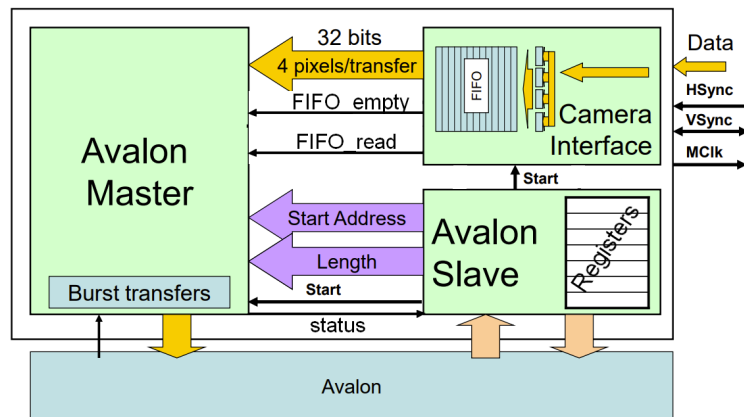 32 bits
4 pixels/transfer
FIFO_empty
FIFO_read
Avalon
Master
FIFO
Camera
Interface
Data
HSync
VSync
MClk
Start
Start Address
Length
Avalon
Slave
Registers
Burst transfers
Start
status
Avalon